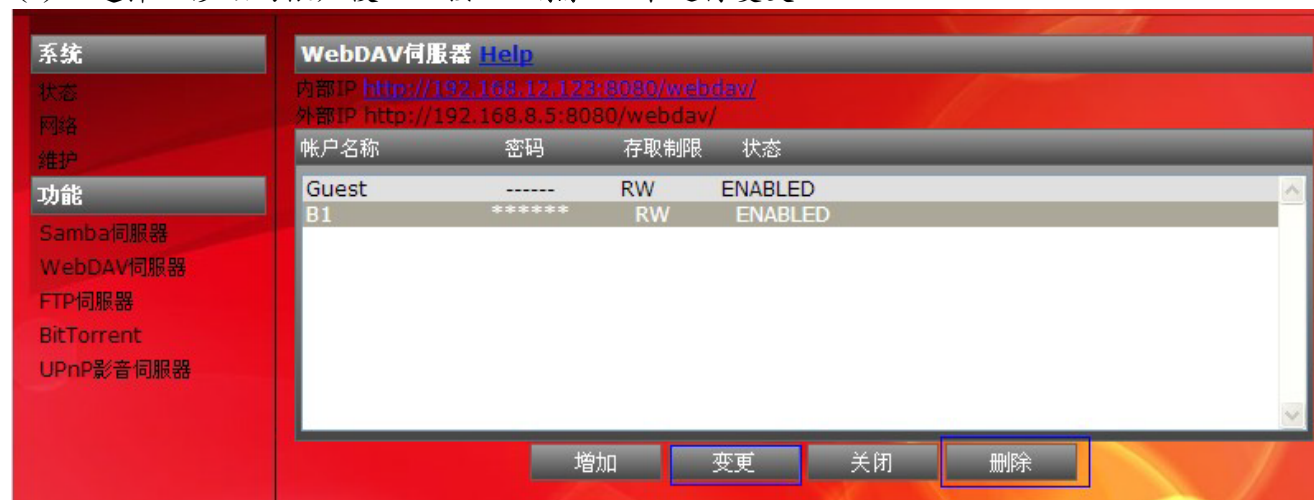 系统
状态
网络
维护
功能
Samba伺服器
WebDAV伺服器
FTP伺服器
BitTorrent
UPnP影音伺服器
WebDAV伺服器 Help
内部IP http://192.168.12.123:8080/webdav/
外部IP http://192.168.8.5:8080/webdav/
帐户名称 密码 存取制限 状态
Guest ------ RW ENABLED
B1 ****** RW ENABLED
增加 变更 关闭 删除